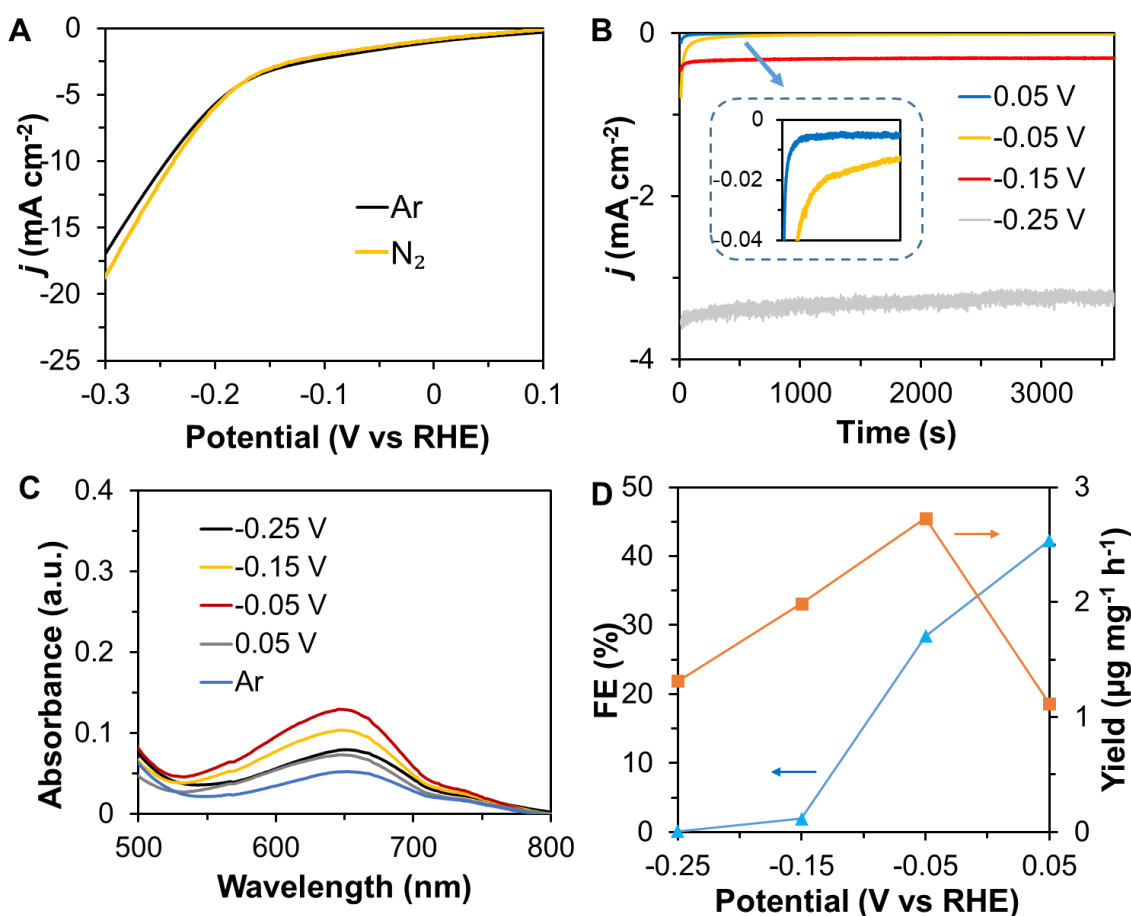 A
0
-5
-10
-15
-20
-25
j (mA cm-2)
Ar
N2
-0.3
-0.2
-0.1
0
0.1
Potential (V vs RHE)
B
0
-2
-4
j (mA cm-2)
0
-0.02
-0.04
0.05 V
-0.05 V
-0.15 V
-0.25 V
0
1000
2000
3000
Time (s)
C
0.4
0.3
0.2
0.1
0
Absorbance (a.u.)
-0.25 V
-0.15 V
-0.05 V
0.05 V
Ar
500
600
700
800
Wavelength (nm)
D
50
45
40
35
30
25
20
15
10
5
0
FE (%)
3
2
1
0
Yield (µg mg-1 h-1)
-0.25
-0.15
-0.05
0.05
Potential (V vs RHE)